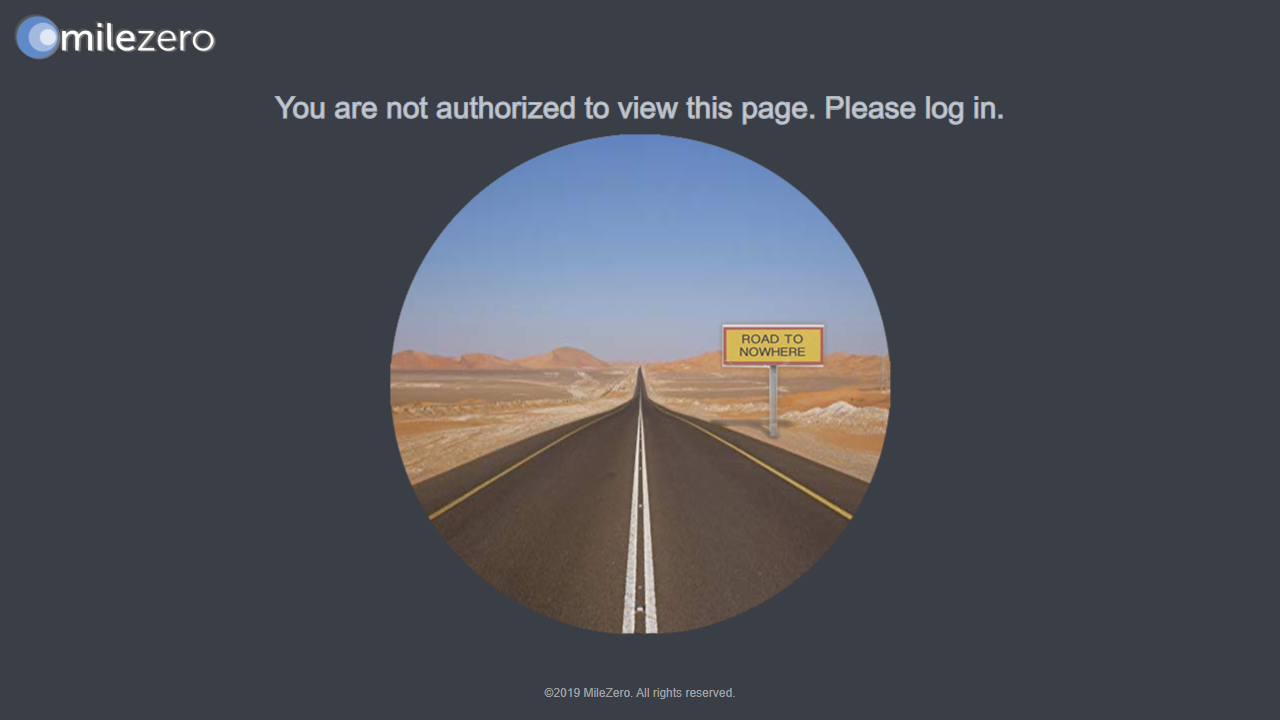 milezero
You are not authorized to view this page. Please log in.
ROAD TO
NOWHERE
©2019 MileZero. All rights reserved.